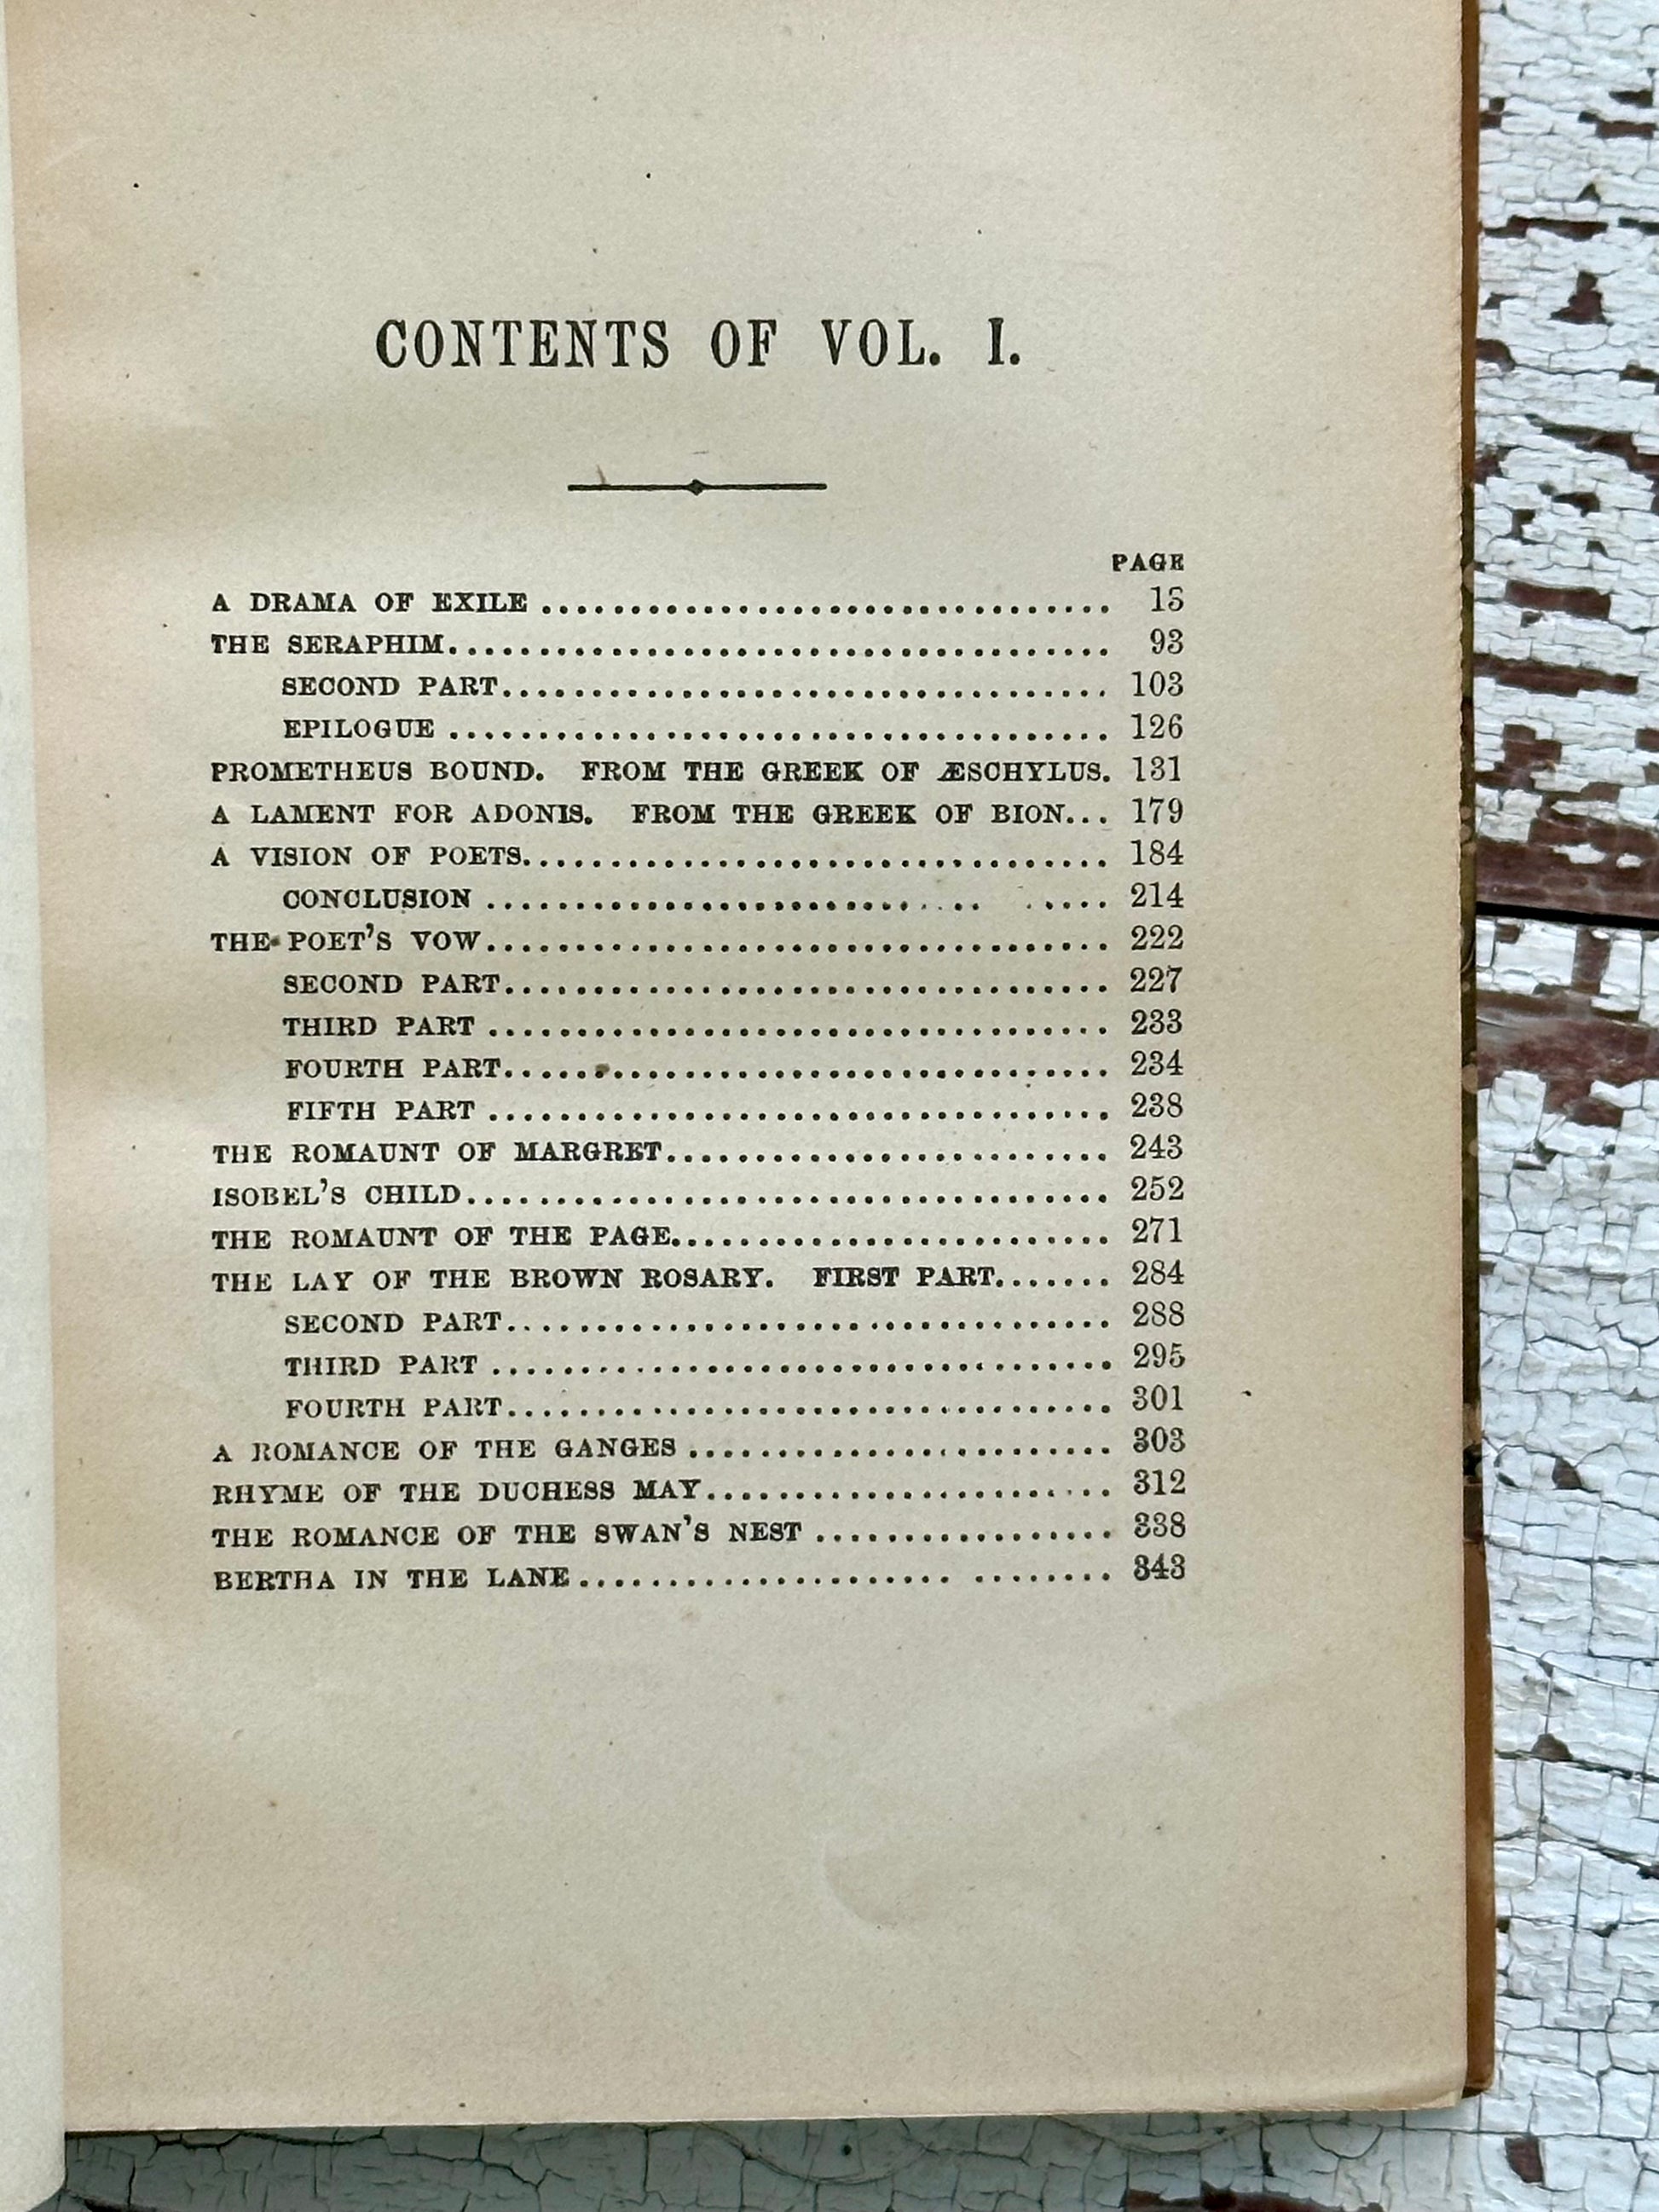 CONTENTS OF VOL. I.
PAGE
A DRAMA OF EXILE .................................. 15
THE SERAPHIM...................................... 93
SECOND PART.................................. 103
EPILOGUE ..................................... 126
PROMETHEUS BOUND. FROM THE GREEK OF ÆSCHYLUS. 131
A LAMENT FOR ADONIS. FROM THE GREEK OF BION... 179
A VISION OF POETS................................. 184
CONCLUSION ............................ ..... 214
THE POET'S VOW................................... 222
SECOND PART.................................. 227
THIRD PART ................................... 233
FOURTH PART.................................. 234
FIFTH PART ................................... 238
THE ROMAUNT OF MARGRET......................... 243
ISOBEL'S CHILD.................................... 252
THE ROMAUNT OF THE PAGE......................... 271
THE LAY OF THE BROWN ROSARY. FIRST PART....... 284
SECOND PART.................................. 288
THIRD PART ................................... 295
FOURTH PART.................................. 301
A ROMANCE OF THE GANGES ........................ 303
RHYME OF THE DUCHESS MAY....................... 312
THE ROMANCE OF THE SWAN'S NEST ................. 338
BERTHA IN THE LANE..................... ........ 343